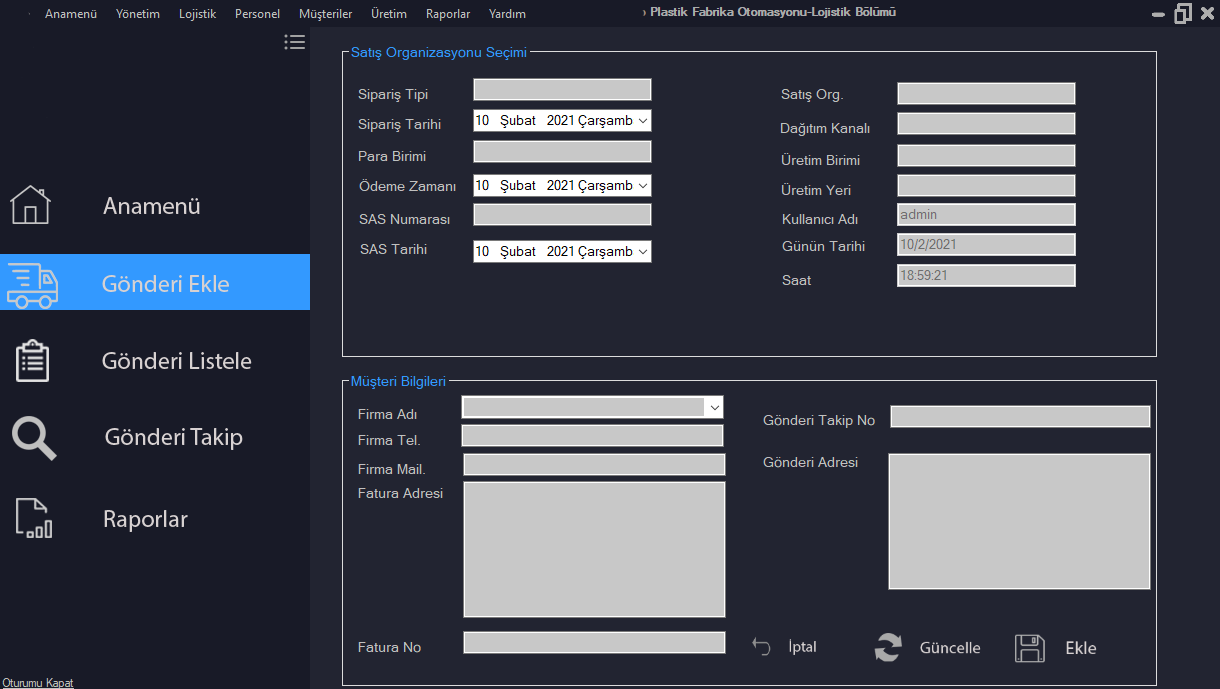 Anamenü Yönetim Lojistik Personel Müşteriler Üretim Raporlar Yardım
› Plastik Fabrika Otomasyonu-Lojistik Bölümü
Anamenü
Gönderi Ekle
Gönderi Listele
Gönderi Takip
Raporlar
Oturumu Kapat
Satış Organizasyonu Seçimi
Sipariş Tipi
Sipariş Tarihi 10 Şubat 2021 Çarşamb
Para Birimi
Ödeme Zamanı 10 Şubat 2021 Çarşamb
SAS Numarası
SAS Tarihi 10 Şubat 2021 Çarşamb
Satış Org.
Dağıtım Kanalı
Üretim Birimi
Üretim Yeri
Kullanıcı Adı admin
Günün Tarihi 10/2/2021
Saat 18:59:21
Müşteri Bilgileri
Firma Adı
Firma Tel.
Firma Mail.
Fatura Adresi
Fatura No
Gönderi Takip No
Gönderi Adresi
İptal Güncelle Ekle